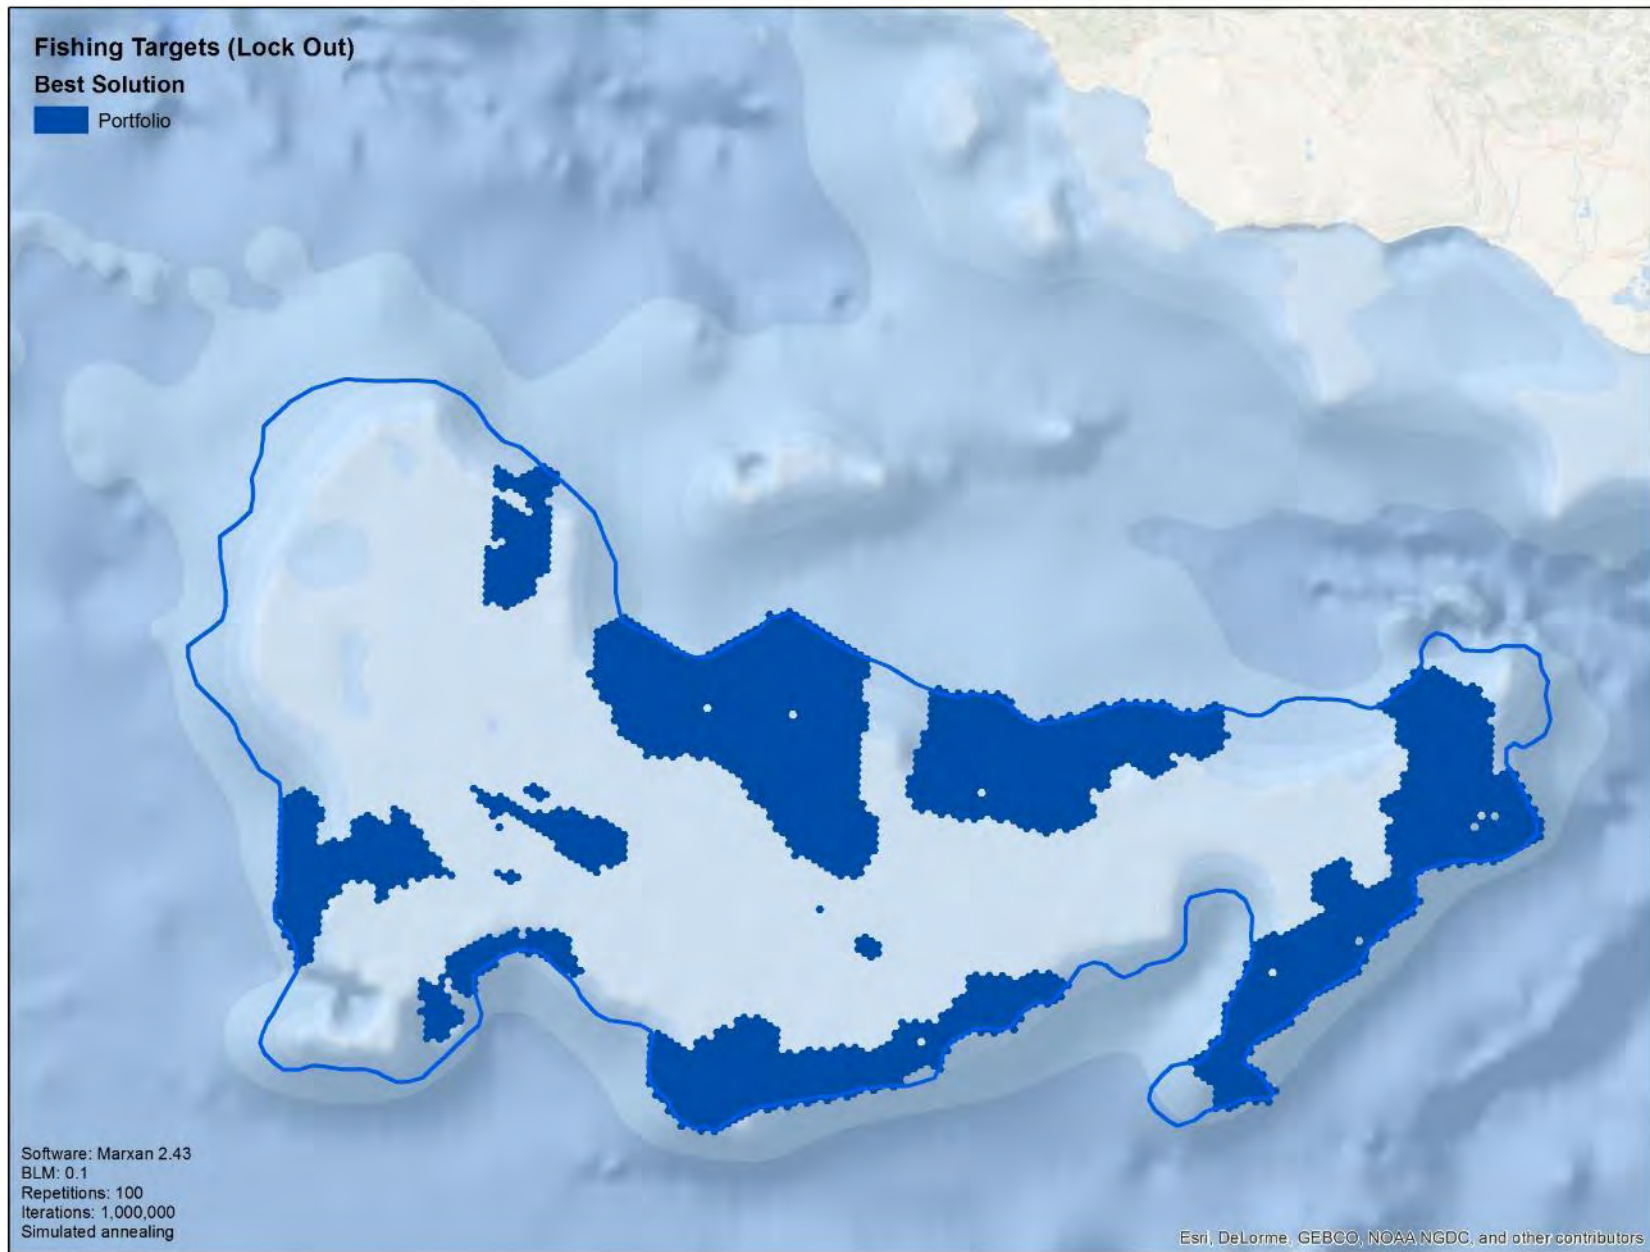 Fishing Targets (Lock Out)
Best Solution
Portfolio
Software: Marxan 2.43
BLM: 0.1
Repetitions: 100
Iterations: 1,000,000
Simulated annealing
Esri, DeLorme, GEBCO, NOAA NGDC, and other contributors